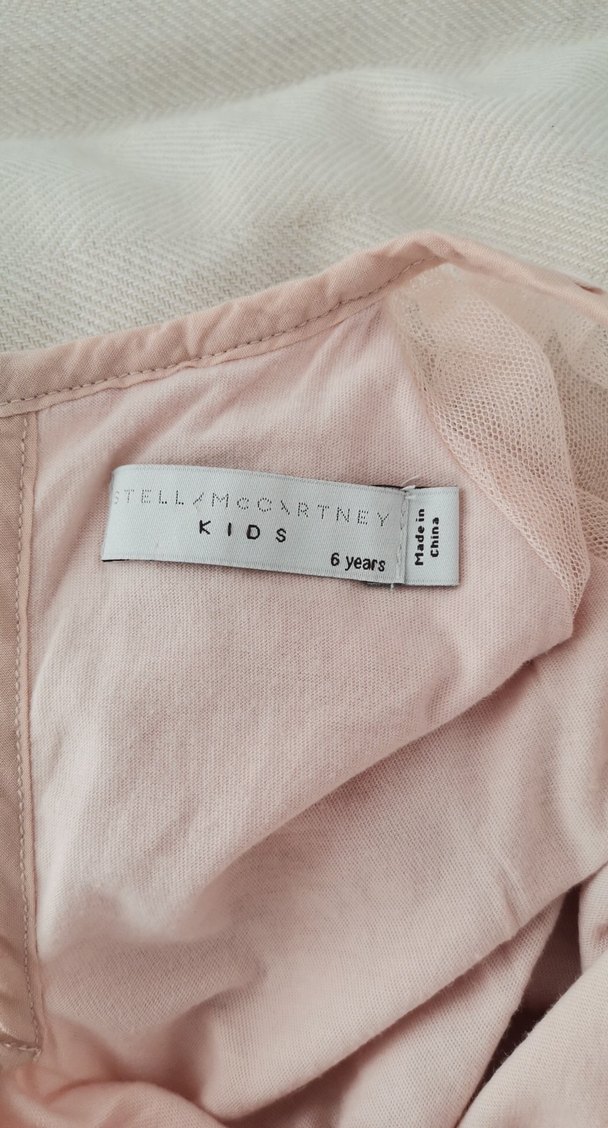 STELLA McCARTNEY
KIDS
6 years
Made in
China